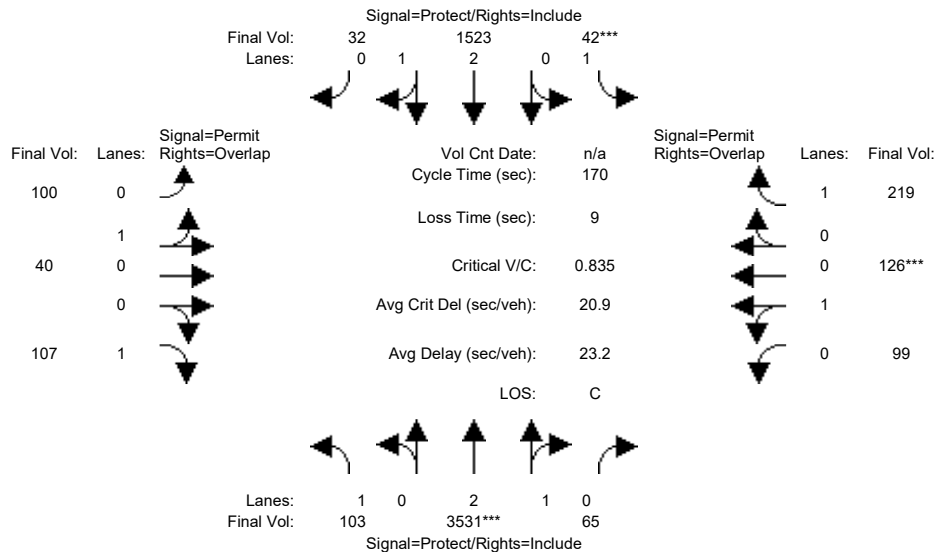 Signal=Protect/Rights=Include
Final Vol: 32 1523 42***
Lanes: 0 1 2 0 1
Signal=Permit Signal=Permit
Final Vol: Lanes: Rights=Overlap Vol Cnt Date: n/a Rights=Overlap Lanes: Final Vol:
Cycle Time (sec): 170
100 0 1 219
Loss Time (sec): 9
1 0
40 0 Critical V/C: 0.835 0 126***
0 Avg Crit Del (sec/veh): 20.9 1
107 1 Avg Delay (sec/veh): 23.2 0 99
LOS: C
Lanes: 1 0 2 1 0
Final Vol: 103 3531*** 65
Signal=Protect/Rights=Include